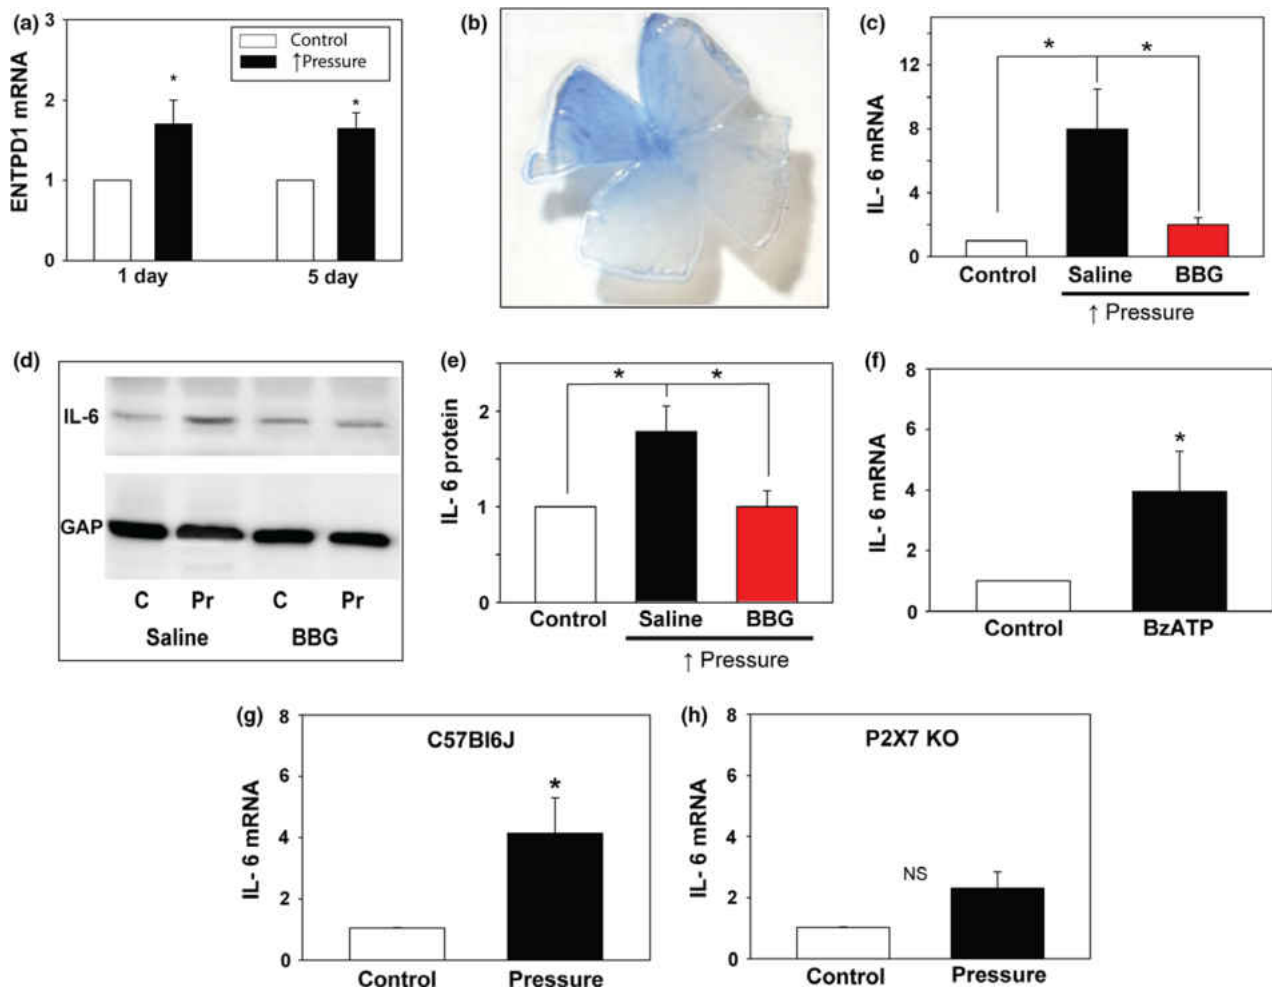 (a)
3
2
1
0
ENTPD1 mRNA
Control
↑Pressure
*
*
1 day
5 day
(b)
(c)
12
8
4
0
IL- 6 mRNA
*
*
Control
Saline
BBG
↑ Pressure
(d)
IL-6
GAP
C
Pr
C
Pr
Saline
BBG
(e)
2
1
0
IL- 6 protein
*
*
Control
Saline
BBG
↑ Pressure
(f)
8
6
4
2
0
IL- 6 mRNA
*
Control
BzATP
(g)
8
6
4
2
0
IL- 6 mRNA
C57Bl6J
*
Control
Pressure
(h)
8
6
4
2
0
IL- 6 mRNA
P2X7 KO
NS
Control
Pressure